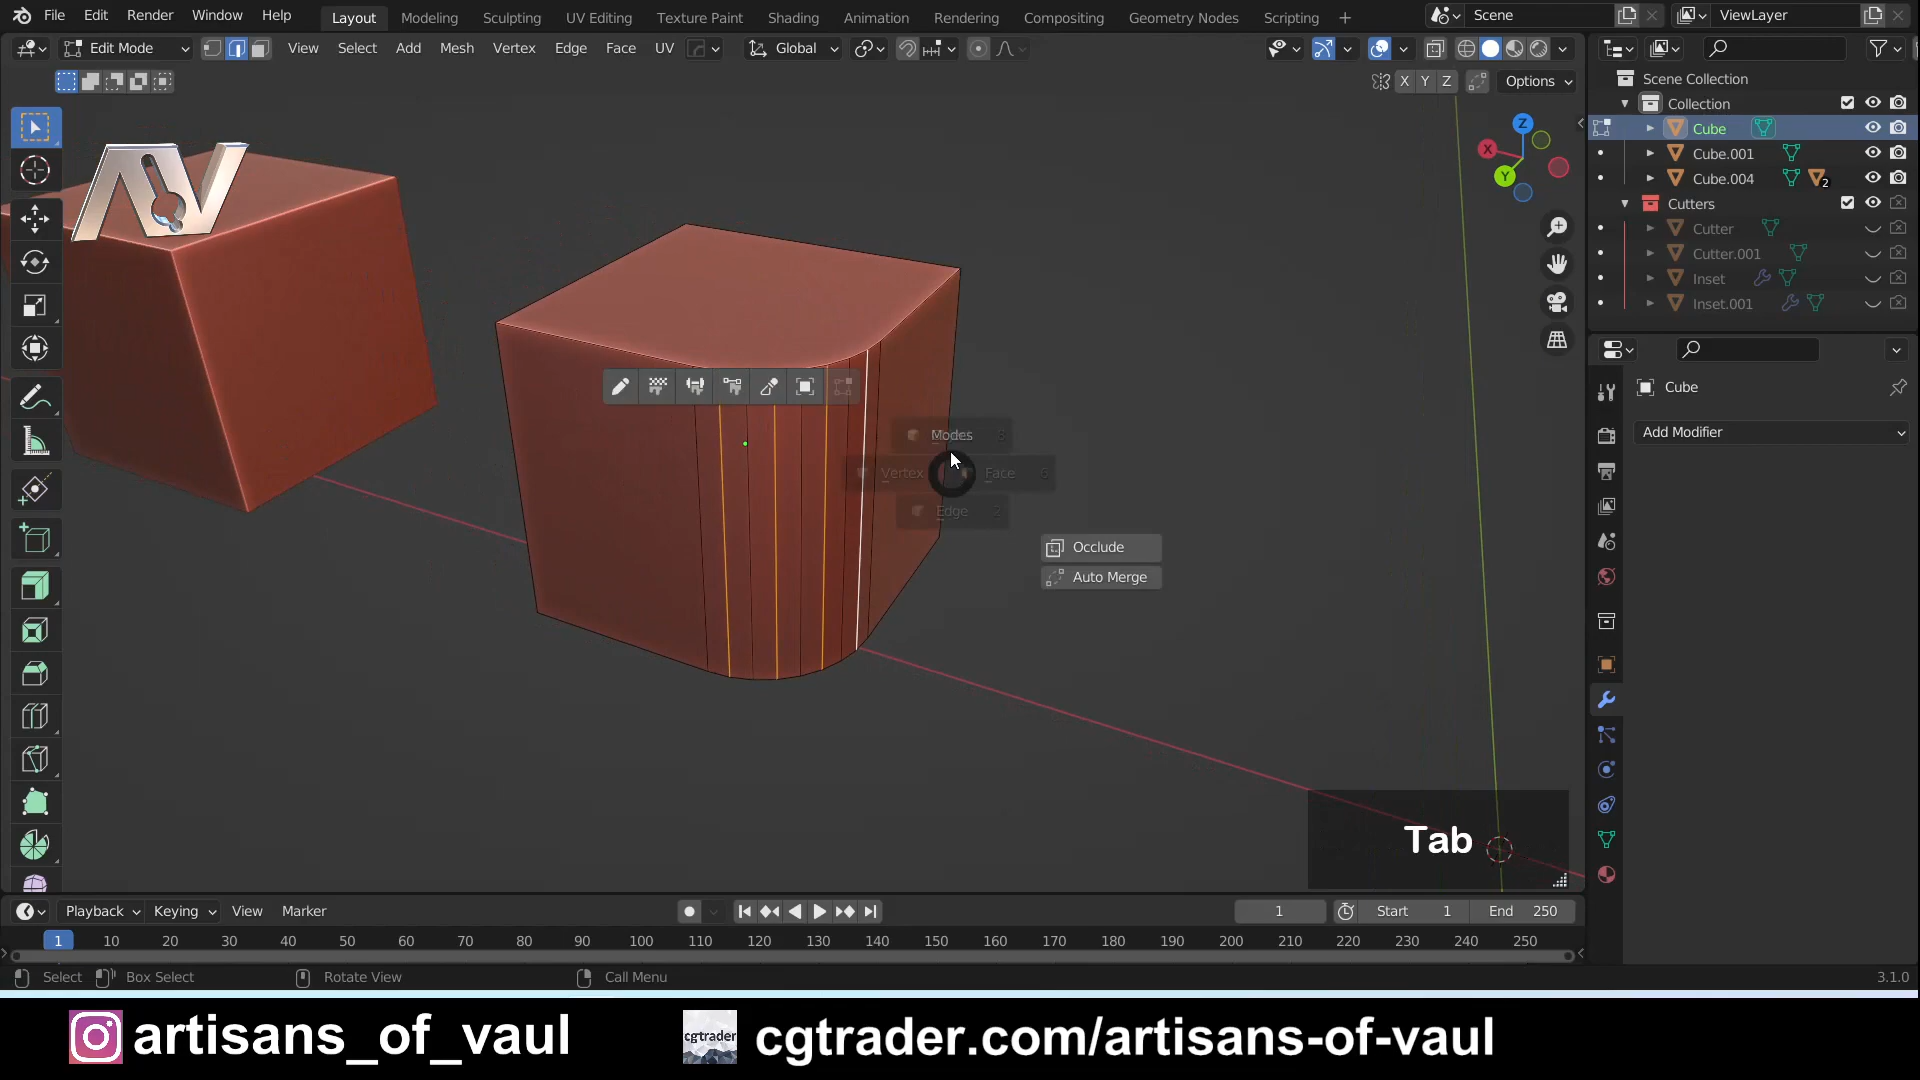 File Edit Render Window Help Layout Modeling Sculpting UV Editing Texture Paint Shading Animation Rendering Compositing Geometry Nodes Scripting + Scene ViewLayer
Edit Mode View Select Add Mesh Vertex Edge Face UV Global
X Y Z Options
Scene Collection
Collection
Cube
Cube.001
Cube.004 2
Cutters
Cutter
Cutter.001
Inset
Inset.001
Z
X
Y
AV
Cube
Add Modifier
Modes 8
Vertex Face 6
Edge 2
Occlude
Auto Merge
Tab
Playback Keying View Marker 1 Start 1 End 250
1 10 20 30 40 50 60 70 80 90 100 110 120 130 140 150 160 170 180 190 200 210 220 230 240 250
Select Box Select Rotate View Call Menu 3.1.0
artisans_of_vaul cgtrader cgtrader.com/artisans-of-vaul